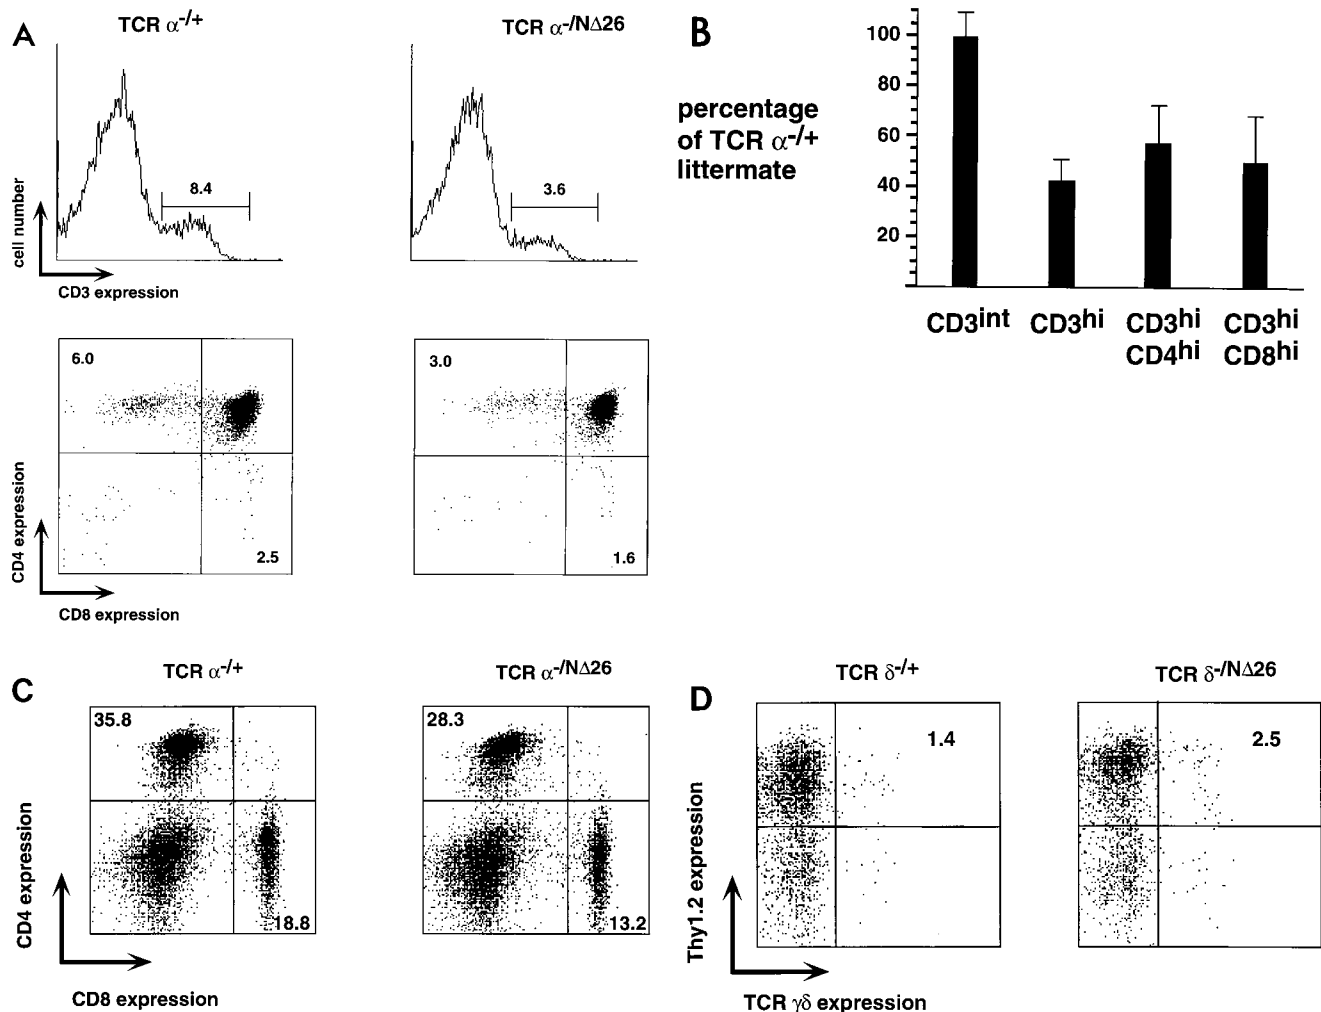 A
TCR α-/+
TCR α-/NΔ26
8.4
3.6
cell number
CD3 expression
6.0
3.0
2.5
1.6
CD4 expression
CD8 expression
B
percentage
of TCR α-/+
littermate
100
80
60
40
20
CD3int
CD3hi
CD3hi
CD4hi
CD3hi
CD8hi
C
TCR α-/+
TCR α-/NΔ26
35.8
28.3
18.8
13.2
CD4 expression
CD8 expression
D
TCR δ-/+
TCR δ-/NΔ26
1.4
2.5
Thy1.2 expression
TCR γδ expression